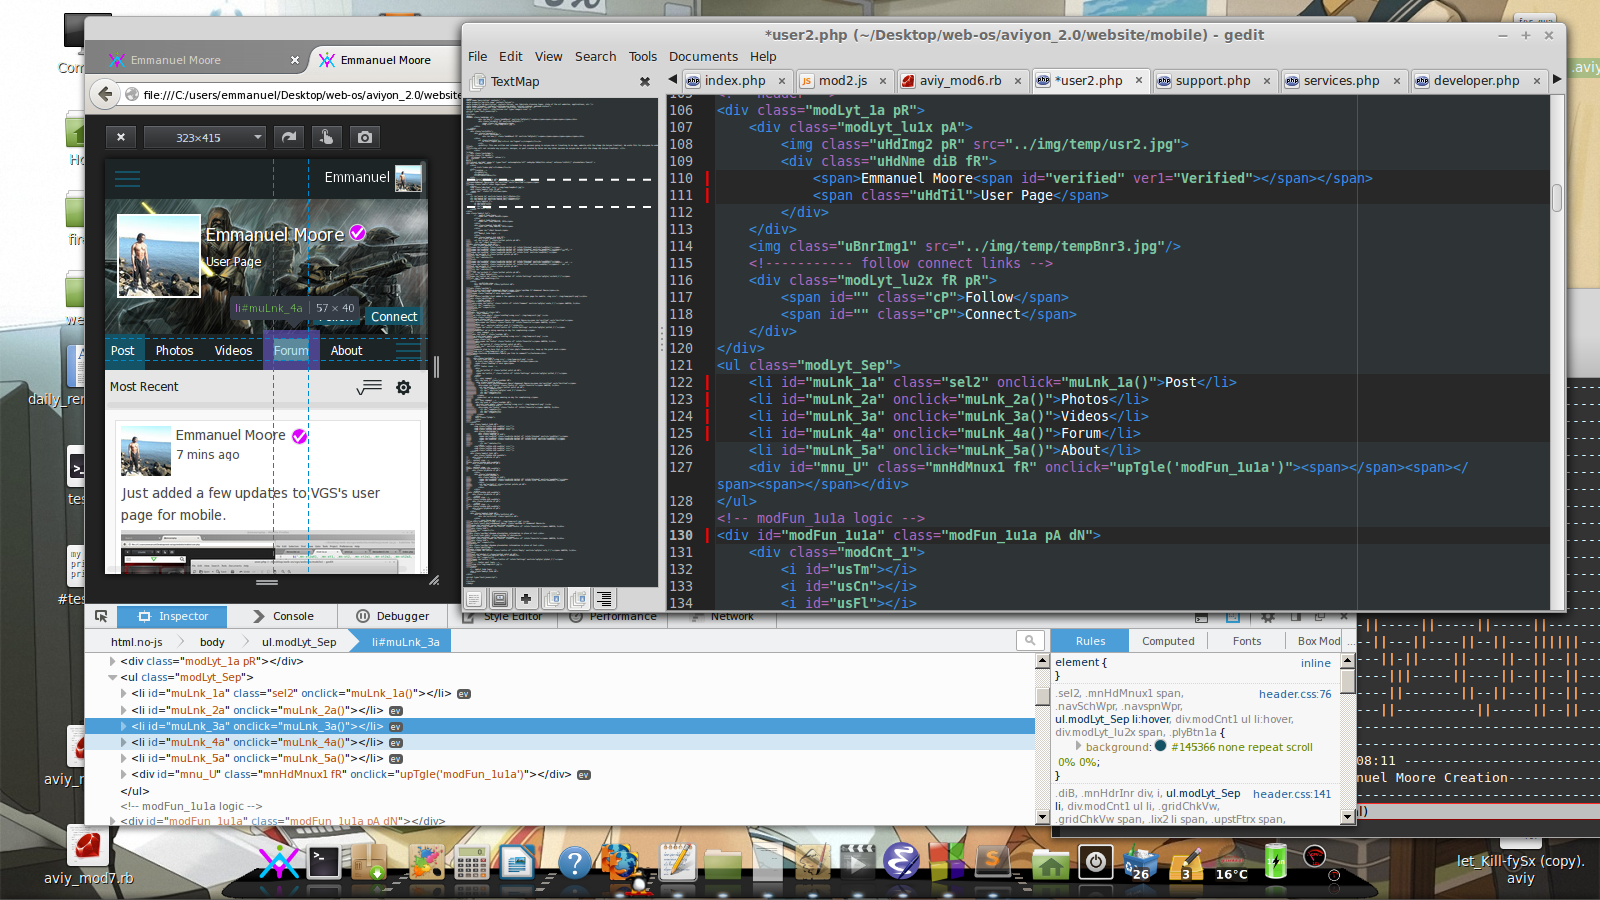 *user2.php (~/Desktop/web-os/aviyon_2.0/website/mobile) - gedit
File Edit View Search Tools Documents Help
TextMap
index.php
mod2.js
aviy_mod6.rb
*user2.php
support.php
services.php
developer.php
106 <div class="modLyt_1a pR">
107 <div class="modLyt_lu1x pA">
108 <img class="uHdImg2 pR" src="../img/temp/usr2.jpg">
109 <div class="uHdNme diB fR">
110 <span>Emmanuel Moore<span id="verified" ver1="Verified"></span></span>
111 <span class="uHdTil">User Page</span>
112 </div>
113 </div>
114 <img class="uBnrImg1" src="../img/temp/tempBnr3.jpg"/>
115 <!----------- follow connect links -->
116 <div class="modLyt_lu2x fR pR">
117 <span id="" class="cP">Follow</span>
118 <span id="" class="cP">Connect</span>
119 </div>
120 </div>
121 <ul class="modLyt_Sep">
122 <li id="muLnk_1a" class="sel2" onclick="muLnk_1a()">Post</li>
123 <li id="muLnk_2a" onclick="muLnk_2a()">Photos</li>
124 <li id="muLnk_3a" onclick="muLnk_3a()">Videos</li>
125 <li id="muLnk_4a" onclick="muLnk_4a()">Forum</li>
126 <li id="muLnk_5a" onclick="muLnk_5a()">About</li>
127 <div id="mnu_U" class="mnHdMnux1 fR" onclick="upTgle('modFun_1u1a')"><span></span><span></
span><span></span></div>
128 </ul>
129 <!-- modFun_1u1a logic -->
130 <div id="modFun_1u1a" class="modFun_1u1a pA dN">
131 <div class="modCnt_1">
132 <i id="usTm"></i>
133 <i id="usCn"></i>
134 <i id="usFl"></i>
Emmanuel Moore
Emmanuel Moore
file:///C:/users/emmanuel/Desktop/web-os/aviyon_2.0/website
323×415
Emmanuel
Emmanuel Moore
User Page
li#muLnk_4a 57 × 40
Connect
Post Photos Videos Forum About
Most Recent
Emmanuel Moore
7 mins ago
Just added a few updates to VGS's user
page for mobile.
Inspector Console Debugger Style Editor Performance Network
html.no-js body ul.modLyt_Sep li#muLnk_3a
<div class="modLyt_1a pR"></div>
<ul class="modLyt_Sep">
<li id="muLnk_1a" class="sel2" onclick="muLnk_1a()"></li> ev
<li id="muLnk_2a" onclick="muLnk_2a()"></li> ev
<li id="muLnk_3a" onclick="muLnk_3a()"></li> ev
<li id="muLnk_4a" onclick="muLnk_4a()"></li> ev
<li id="muLnk_5a" onclick="muLnk_5a()"></li> ev
<div id="mnu_U" class="mnHdMnux1 fR" onclick="upTgle('modFun_1u1a')"></div> ev
</ul>
<!-- modFun_1u1a logic -->
<div id="modFun_1u1a" class="modFun_1u1a pA dN"></div>
Rules Computed Fonts Box Mod
element { inline
}
.sel2, .mnHdMnux1 span, header.css:76
.navSchWpr, .navspnWpr,
ul.modLyt_Sep li:hover, div.modCnt1 ul li:hover,
div.modLyt_lu2x span, .plyBtn1a {
background: #145366 none repeat scroll
0% 0%;
}
.diB, .mnHdrInr div, i, ul.modLyt_Sep header.css:141
li, div.modCnt1 ul li, .gridChkVw,
.gridChkVw span, .lix2 li span, .upstFtrx span,
08:11
nuel Moore Creation
aviy_mod7.rb
26
3
16°C
let_Kill-fySx (copy).
aviy